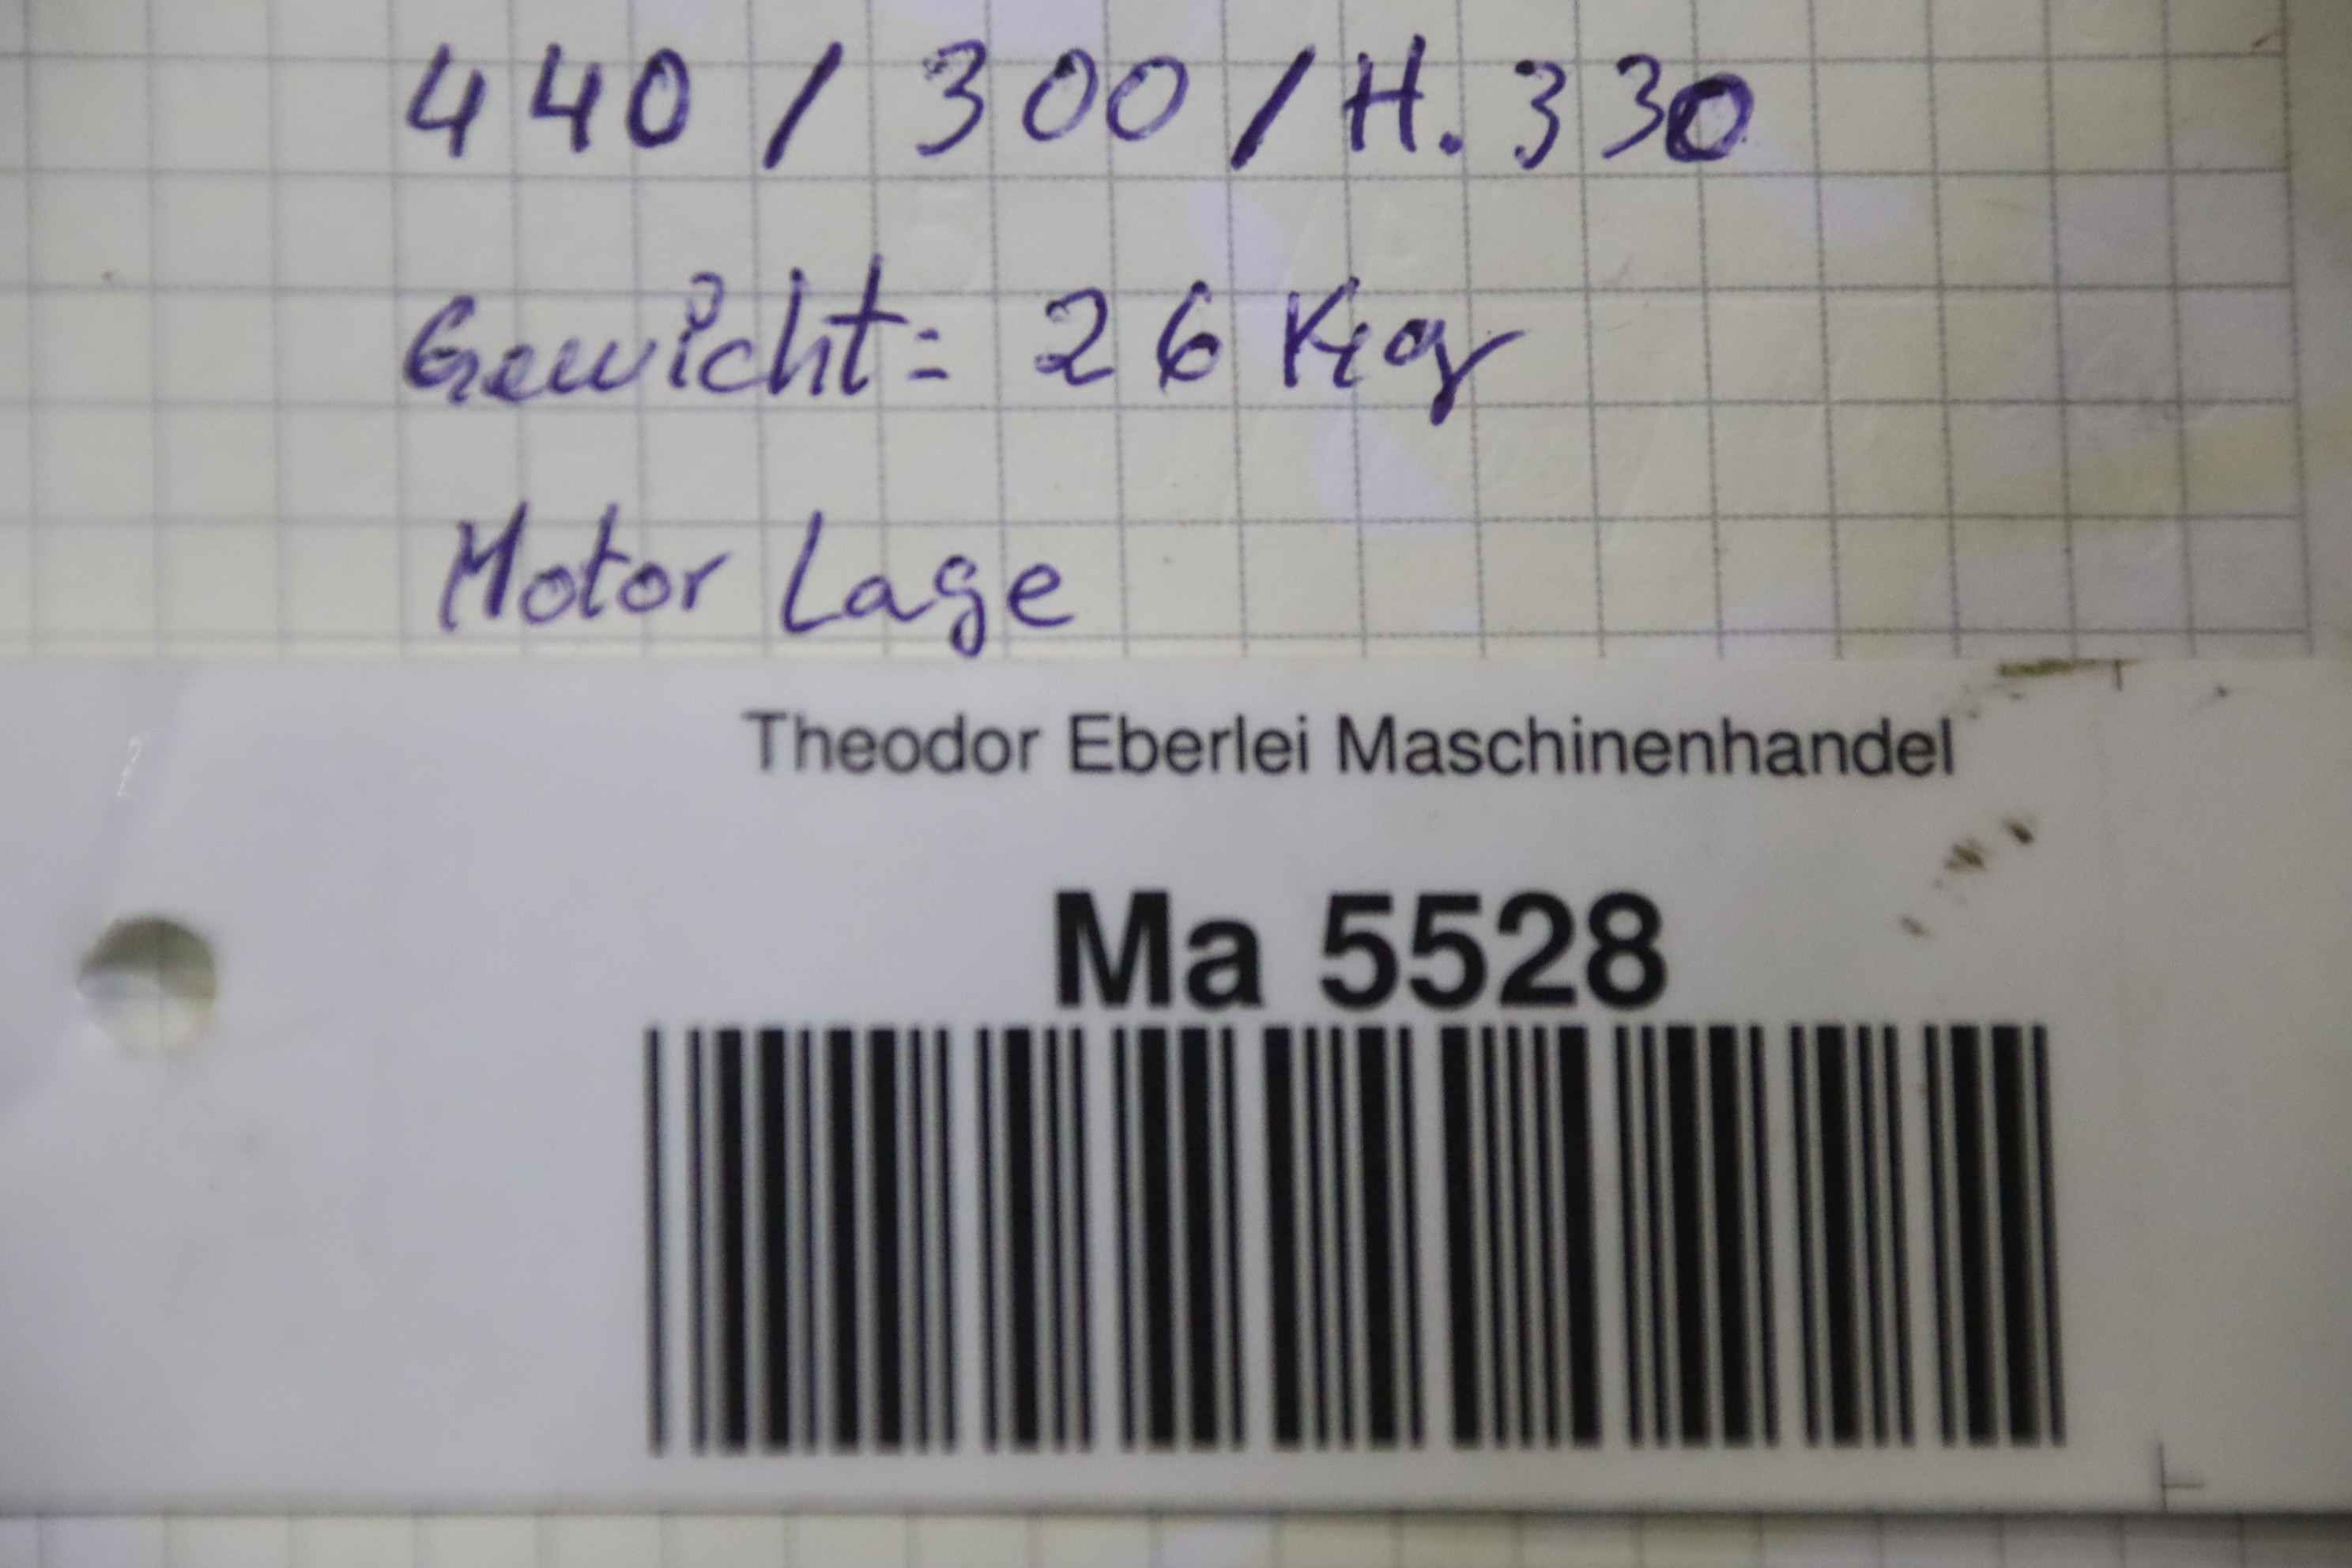 440 / 300 / H. 330
Gewicht = 26 Kg
Motor Lage
Theodor Eberlei Maschinenhandel
Ma 5528